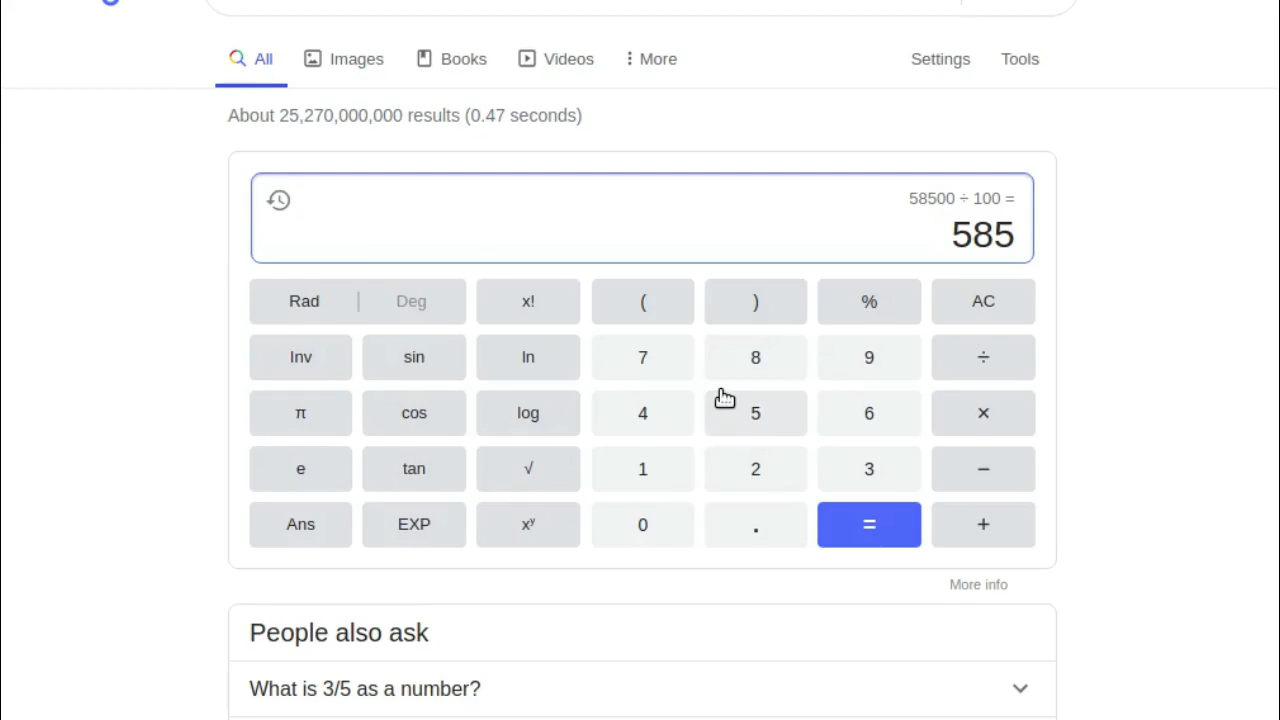 All Images Books Videos More Settings Tools
About 25,270,000,000 results (0.47 seconds)
58500 ÷ 100 =
585
Rad | Deg x! ( ) % AC
Inv sin ln 7 8 9 ÷
π cos log 4 5 6 ×
e tan √ 1 2 3 −
Ans EXP xʸ 0 . = +
More info
People also ask
What is 3/5 as a number?